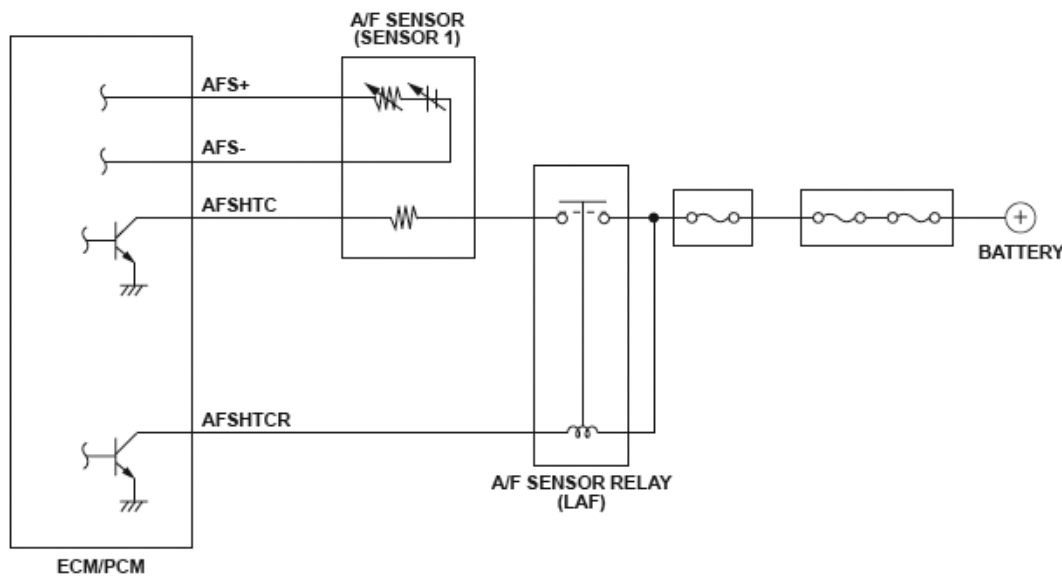 A/F SENSOR
(SENSOR 1)
AFS+
AFS-
AFSHTC
+
BATTERY
AFSHTCR
A/F SENSOR RELAY
(LAF)
ECM/PCM